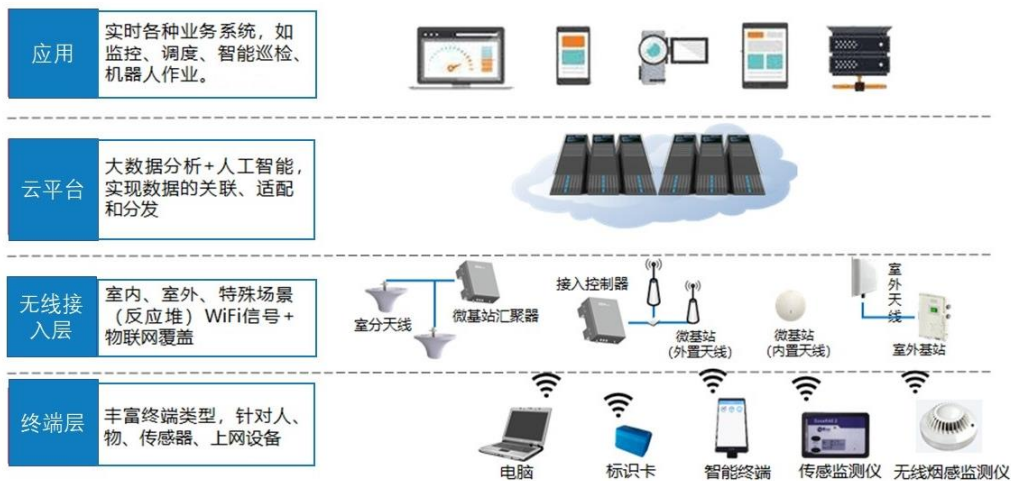 应用
实时各种业务系统，如
监控、调度、智能巡检、
机器人作业。
云平台
大数据分析+人工智能，
实现数据的关联、适配
和分发
无线接
入层
室内、室外、特殊场景
（反应堆）WiFi信号+
物联网覆盖
室分天线
微基站汇聚器
接入控制器
微基站
（外置天线）
微基站
（内置天线）
室外天线
室外基站
终端层
丰富终端类型，针对人、
物、传感器、上网设备
电脑
标识卡
智能终端
传感监测仪
无线烟感监测仪